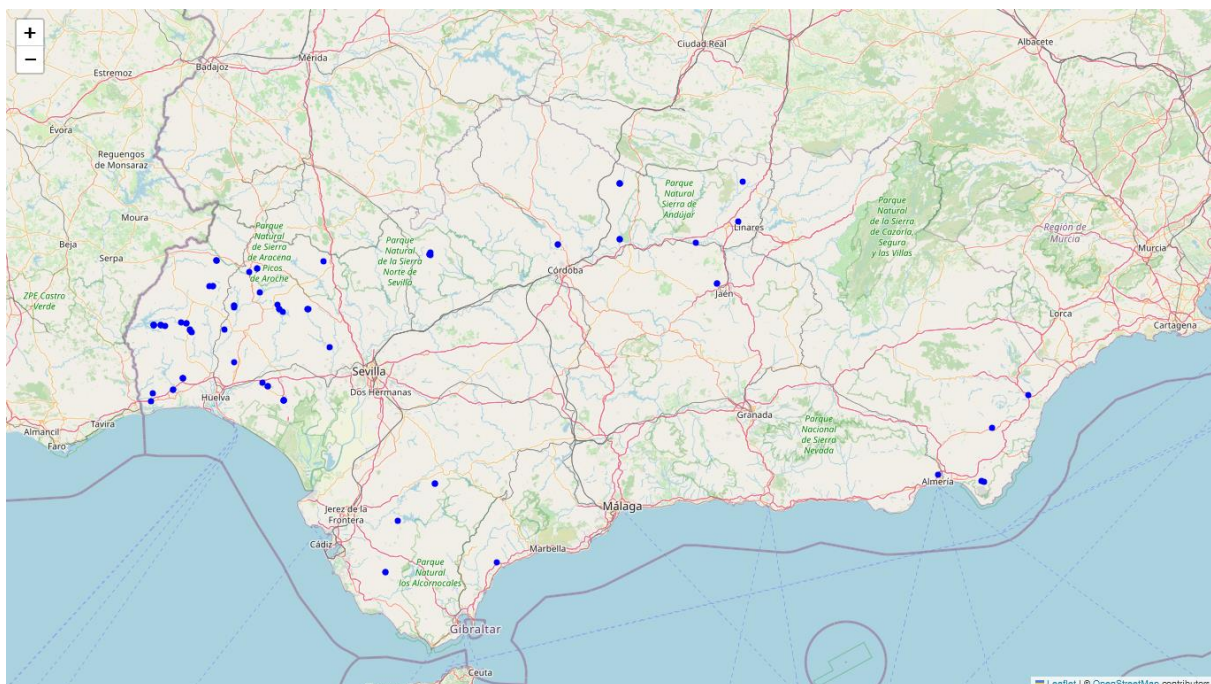 +
−
Ciudad Real
Albacete
Mérida
Badajoz
Estremoz
Évora
Reguengos
de Monsaraz
Moura
Beja
Serpa
ZPE Castro
Verde
Parque
Natural
de Sierra
de Aracena
y Picos
de Aroche
Parque
Natural
de la Sierra
Norte de
Sevilla
Parque
Natural
Sierra de
Andújar
Linares
Parque
Natural
de la Sierra
de Cazorla,
Segura
y las Villas
Región de
Murcia
Murcia
Córdoba
Jaén
Lorca
Cartagena
Sevilla
Dos Hermanas
Huelva
Tavira
Almancil
Faro
Granada
Parque
Nacional
de Sierra
Nevada
Almería
Málaga
Jerez de la
Frontera
Cádiz
Marbella
Parque
Natural
los Alcornocales
Gibraltar
Ceuta
Leaflet | © OpenStreetMap contributors